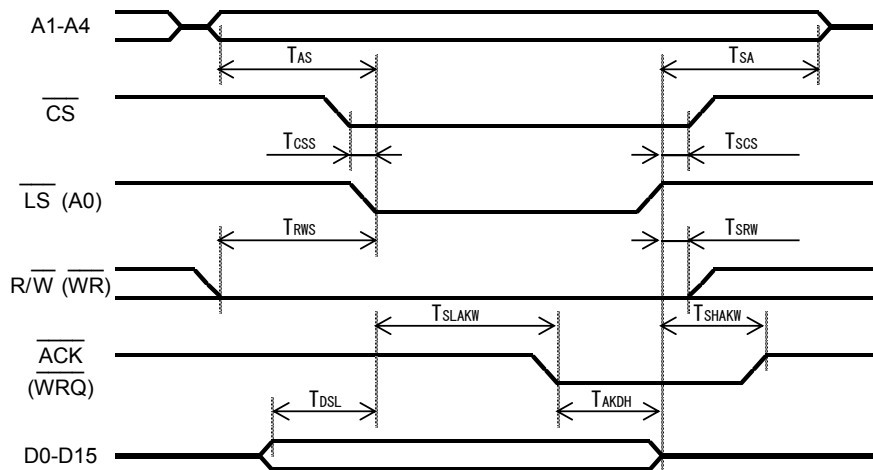 A1-A4
TAS
TSA
CS
TCSS
TSCS
LS (A0)
TRWS
TSRW
R/W (WR)
TSLAKW
TSHAKW
ACK
(WRQ)
TDSL
TAKDH
D0-D15